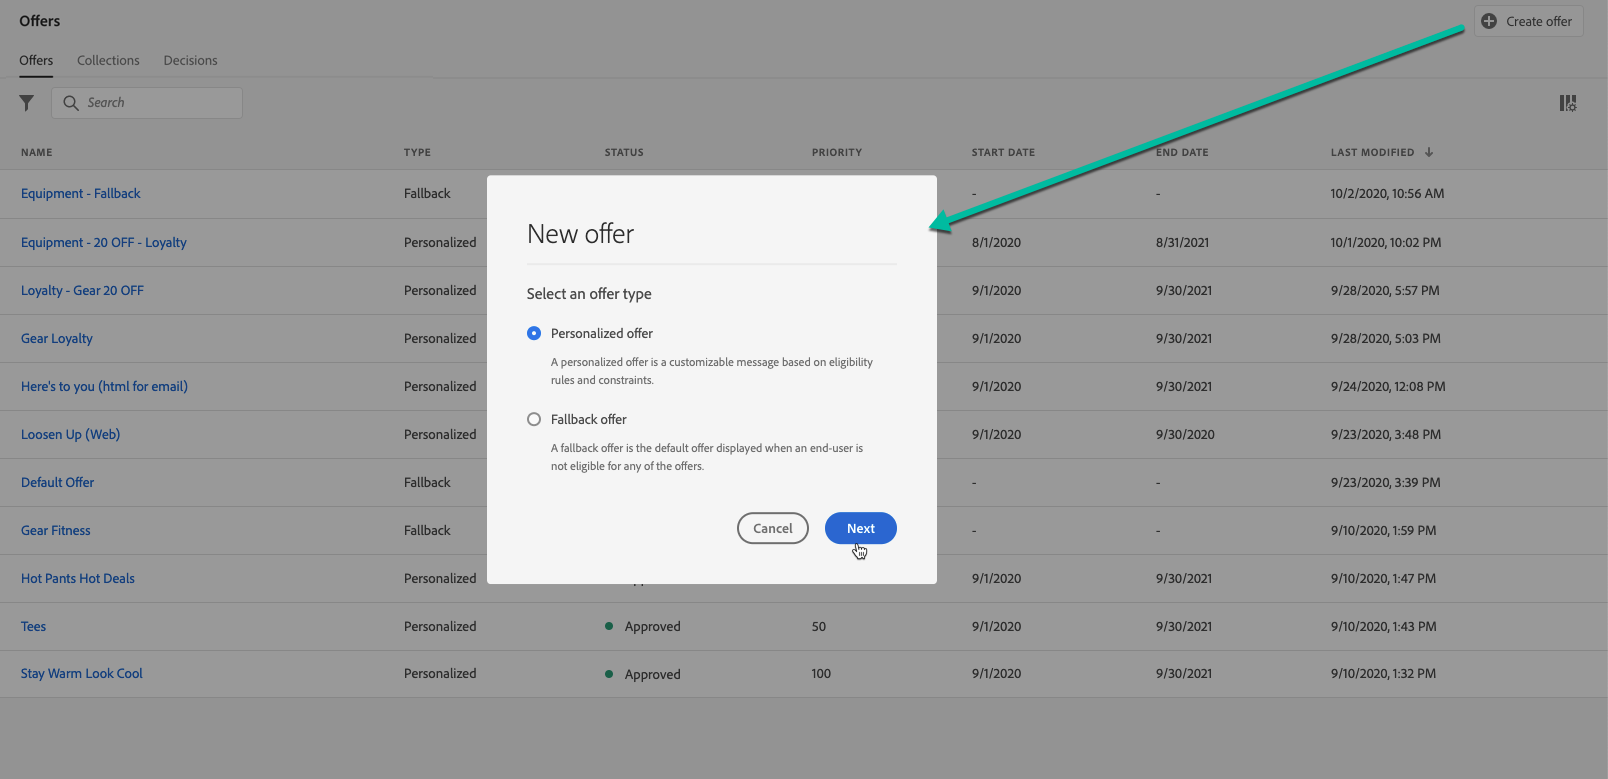 Offers
Create offer
Offers Collections Decisions
Search
NAME TYPE STATUS PRIORITY START DATE END DATE LAST MODIFIED
Equipment - Fallback Fallback - - 10/2/2020, 10:56 AM
Equipment - 20 OFF - Loyalty Personalized 8/1/2020 8/31/2021 10/1/2020, 10:02 PM
Loyalty - Gear 20 OFF Personalized 9/1/2020 9/30/2021 9/28/2020, 5:57 PM
Gear Loyalty Personalized 9/1/2020 9/30/2021 9/28/2020, 5:03 PM
Here's to you (html for email) Personalized 9/1/2020 9/30/2021 9/24/2020, 12:08 PM
Loosen Up (Web) Personalized 9/1/2020 9/30/2020 9/23/2020, 3:48 PM
Default Offer Fallback - - 9/23/2020, 3:39 PM
Gear Fitness Fallback - - 9/10/2020, 1:59 PM
Hot Pants Hot Deals Personalized 9/1/2020 9/30/2021 9/10/2020, 1:47 PM
Tees Personalized Approved 50 9/1/2020 9/30/2021 9/10/2020, 1:43 PM
Stay Warm Look Cool Personalized Approved 100 9/1/2020 9/30/2021 9/10/2020, 1:32 PM
New offer
Select an offer type
Personalized offer
A personalized offer is a customizable message based on eligibility
rules and constraints.
Fallback offer
A fallback offer is the default offer displayed when an end-user is
not eligible for any of the offers.
Cancel Next